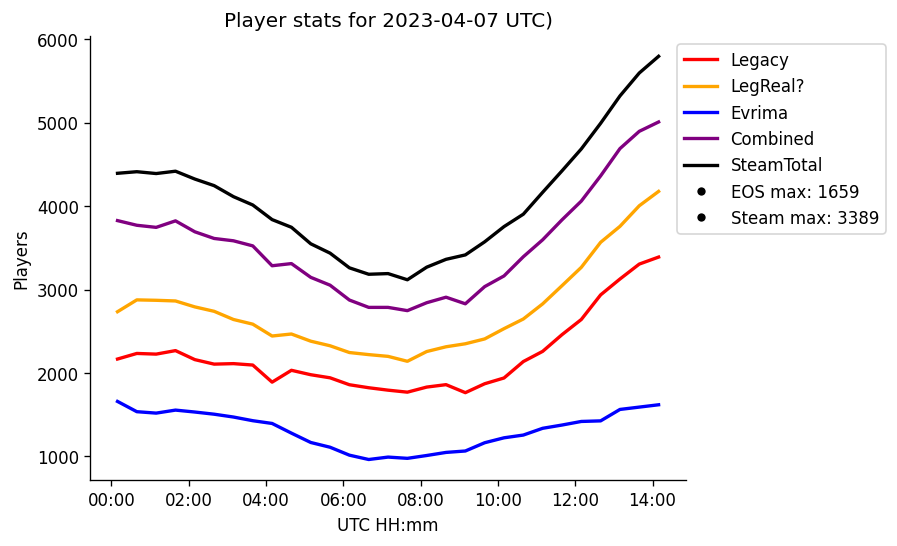 Player stats for 2023-04-07 UTC)
6000
5000
4000
3000
2000
1000
Players
00:00 02:00 04:00 06:00 08:00 10:00 12:00 14:00
UTC HH:mm
Legacy
LegReal?
Evrima
Combined
SteamTotal
EOS max: 1659
Steam max: 3389